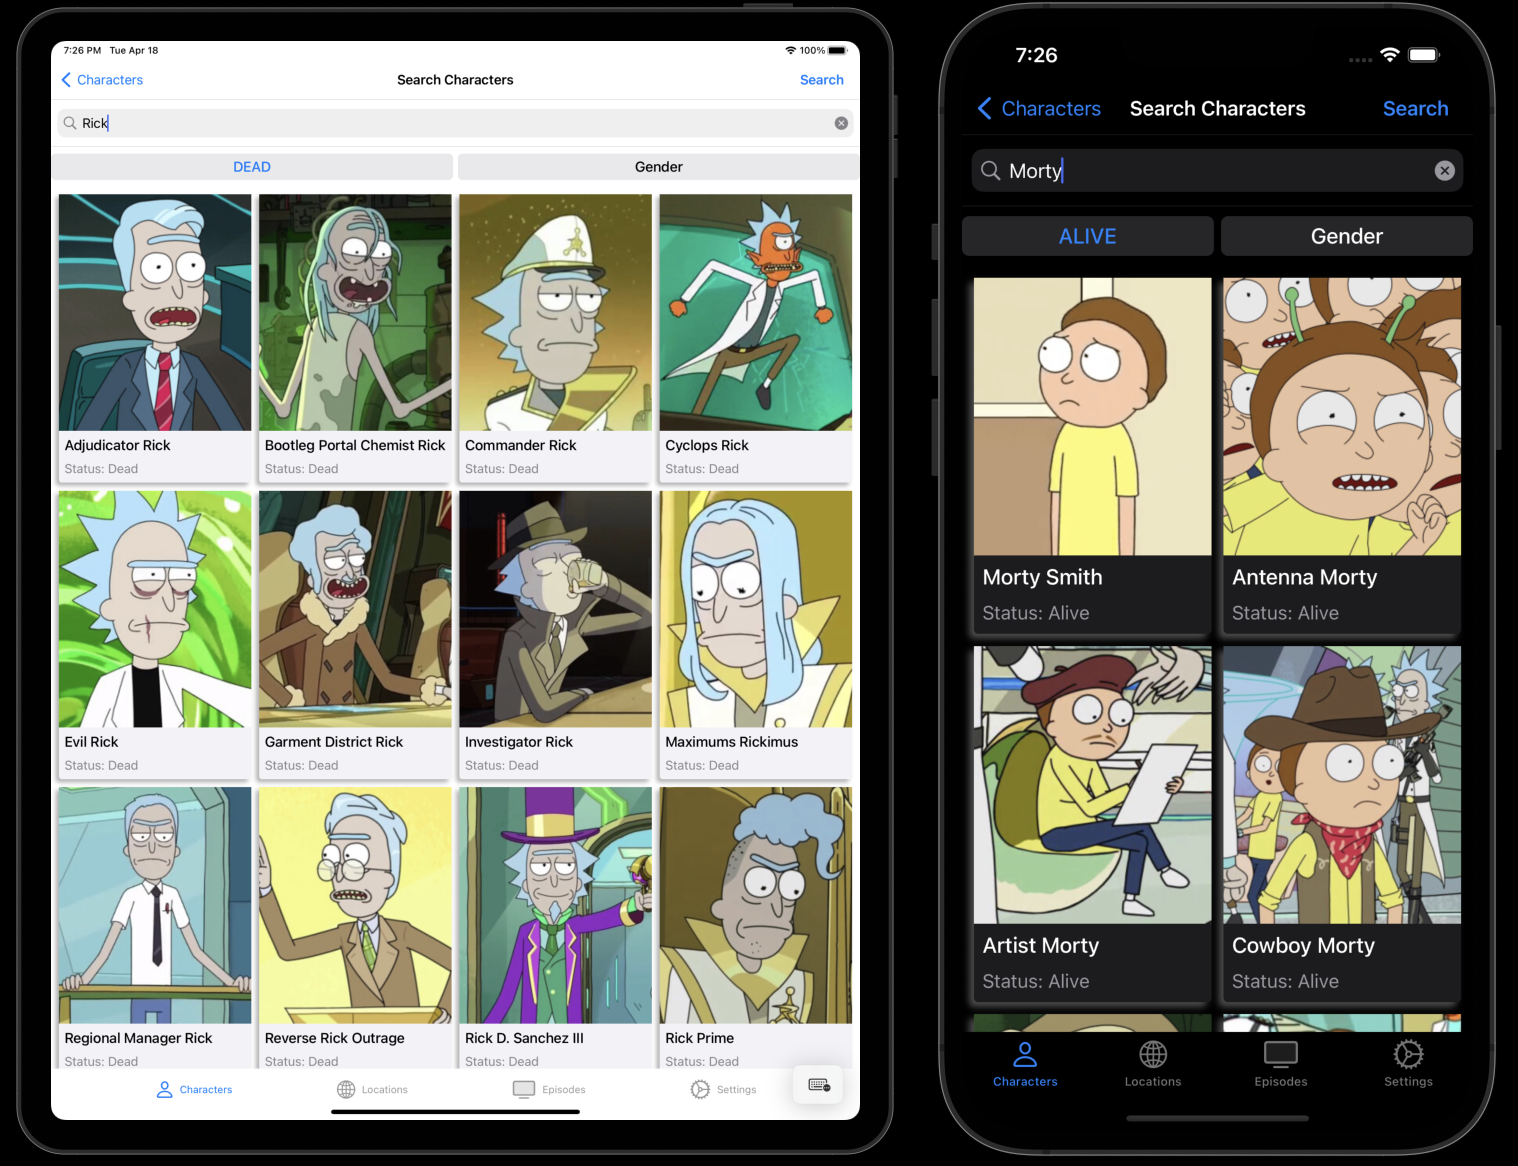 7:26 PM Tue Apr 18
100%
Characters
Search Characters
Search
Rick
DEAD
Gender
Adjudicator Rick
Status: Dead
Bootleg Portal Chemist Rick
Status: Dead
Commander Rick
Status: Dead
Cyclops Rick
Status: Dead
Evil Rick
Status: Dead
Garment District Rick
Status: Dead
Investigator Rick
Status: Dead
Maximums Rickimus
Status: Dead
Regional Manager Rick
Status: Dead
Reverse Rick Outrage
Status: Dead
Rick D. Sanchez III
Status: Dead
Rick Prime
Status: Dead
Characters
Locations
Episodes
Settings
7:26
Characters
Search Characters
Search
Morty
ALIVE
Gender
Morty Smith
Status: Alive
Antenna Morty
Status: Alive
Artist Morty
Status: Alive
Cowboy Morty
Status: Alive
Characters
Locations
Episodes
Settings